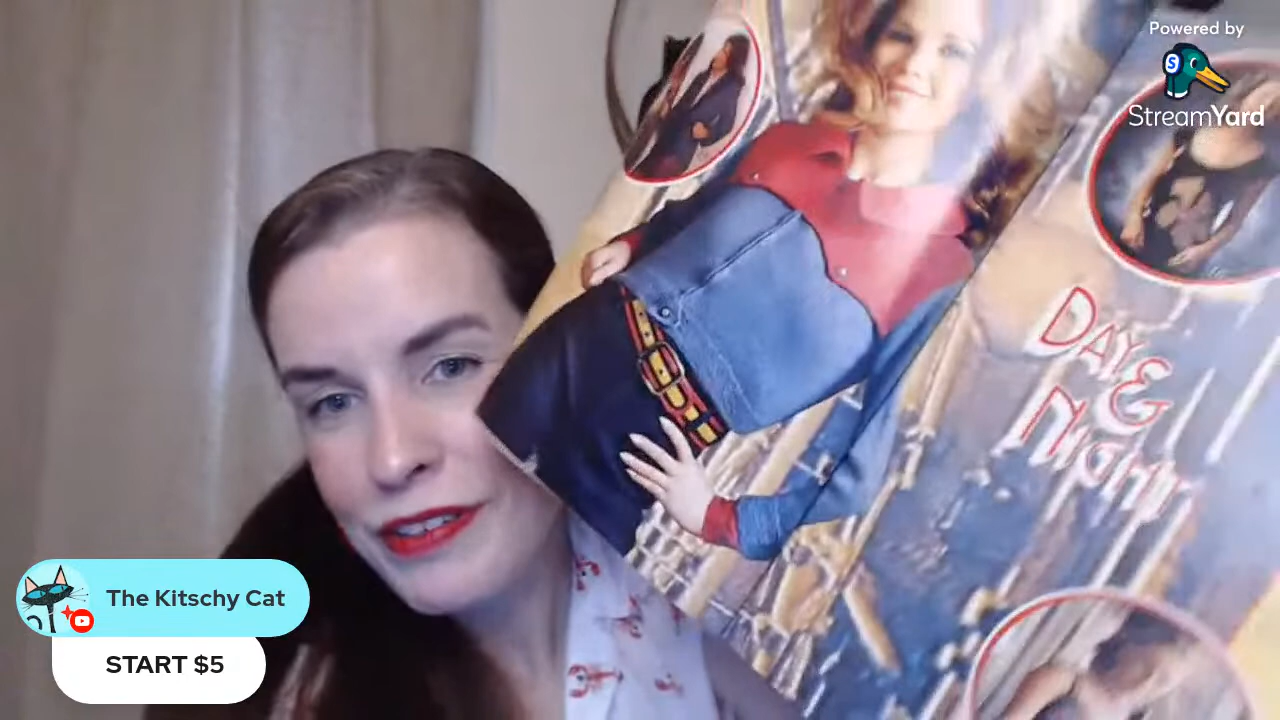 Powered by
StreamYard
DAY &
NIGHT
The Kitschy Cat
START $5